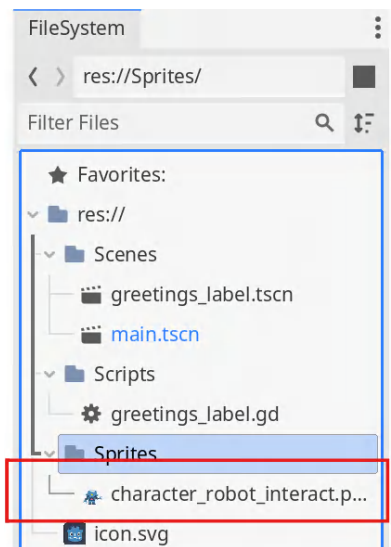 FileSystem
res://Sprites/
Filter Files
Favorites:
res://
Scenes
greetings_label.tscn
main.tscn
Scripts
greetings_label.gd
Sprites
character_robot_interact.p...
icon.svg